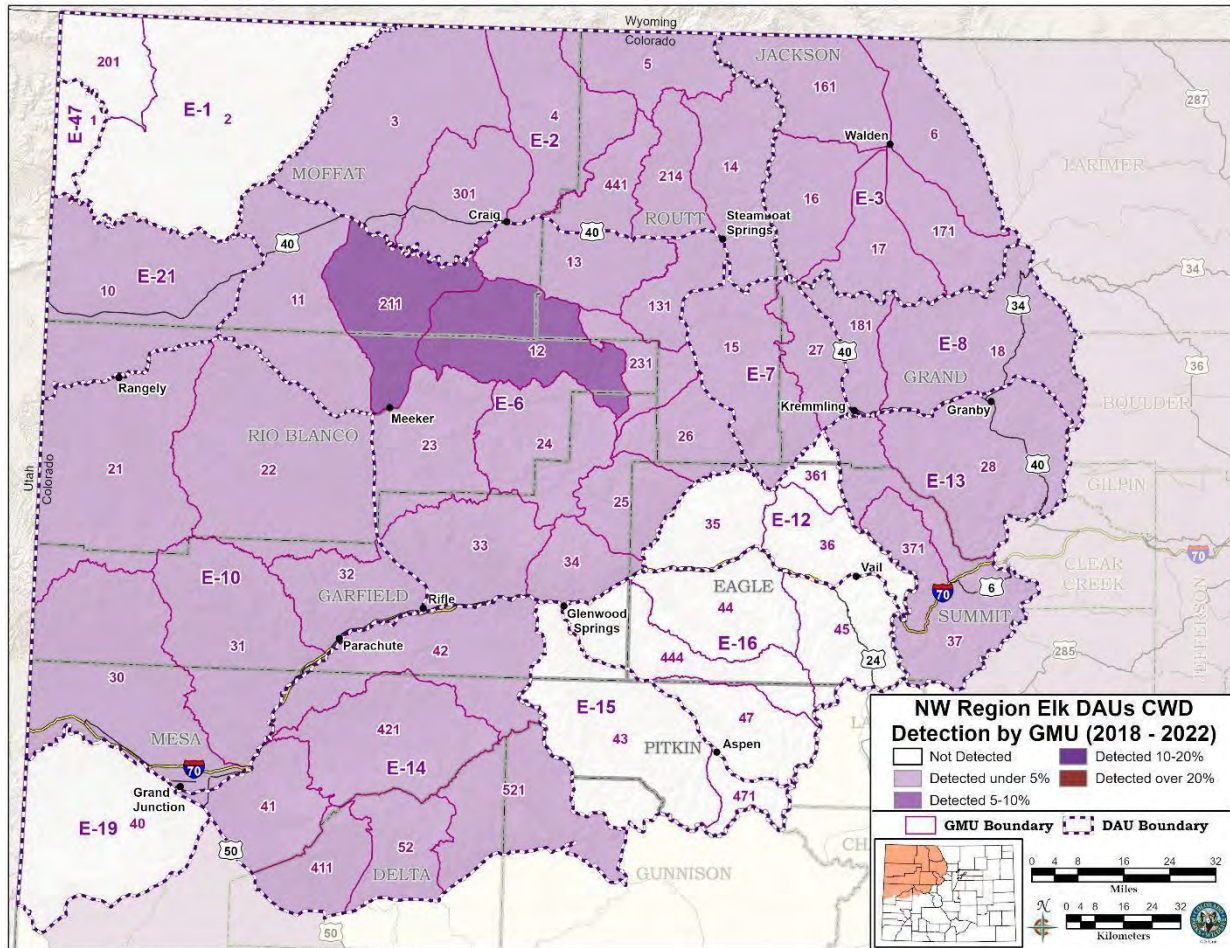 Wyoming
Colorado
JACKSON
201
5
161
287
E-1
E-47
1
2
3
4
E-2
14
6
Walden
LARIMER
MOFFAT
441
214
301
16
E-3
Craig
ROUTT
Steamboat
Springs
171
40
40
17
E-21
13
10
34
11
211
131
34
181
E-8
18
12
15
27
40
231
E-7
GRAND
36
Rangely
Kremmling
Granby
BOULDER
Meeker
E-6
RIO BLANCO
23
24
26
21
22
28
40
Utah
Colorado
E-13
GILPIN
361
25
E-12
35
36
371
33
70
34
CLEAR
CREEK
32
Vail
E-10
EAGLE
6
GARFIELD
Rifle
44
70
SUMMIT
JEFFERSON
Glenwood
Springs
45
31
Parachute
42
E-16
37
444
24
285
30
E-15
47
MESA
421
43
PITKIN
Aspen
70
E-14
521
471
Grand
Junction
41
E-19
40
52
50
411
DELTA
GUNNISON
50
NW Region Elk DAUs CWD
Detection by GMU (2018 - 2022)
Not Detected
Detected 10-20%
Detected under 5%
Detected over 20%
Detected 5-10%
GMU Boundary
DAU Boundary
0 4 8 16 24 32
Miles
N
0 4 8 16 24 32
Kilometers